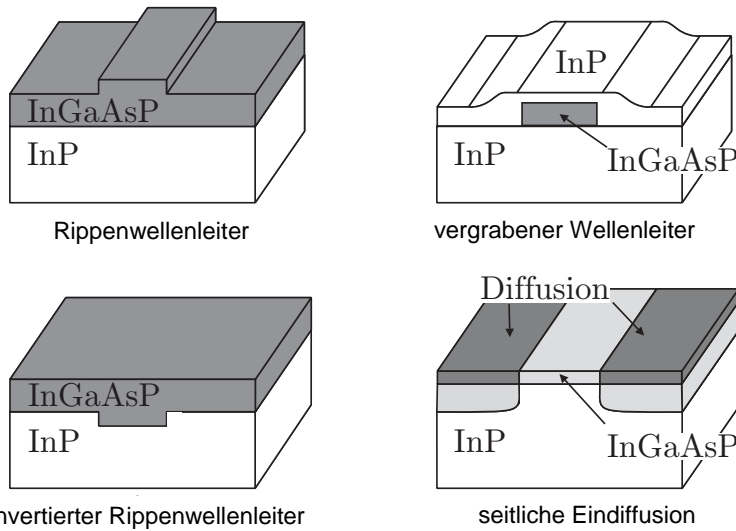 InGaAsP
InP
Rippenwellenleiter
InP
InP
InGaAsP
vergrabener Wellenleiter
InGaAsP
InP
nvertierter Rippenwellenleiter
Diffusion
InP
InGaAsP
seitliche Eindiffusion